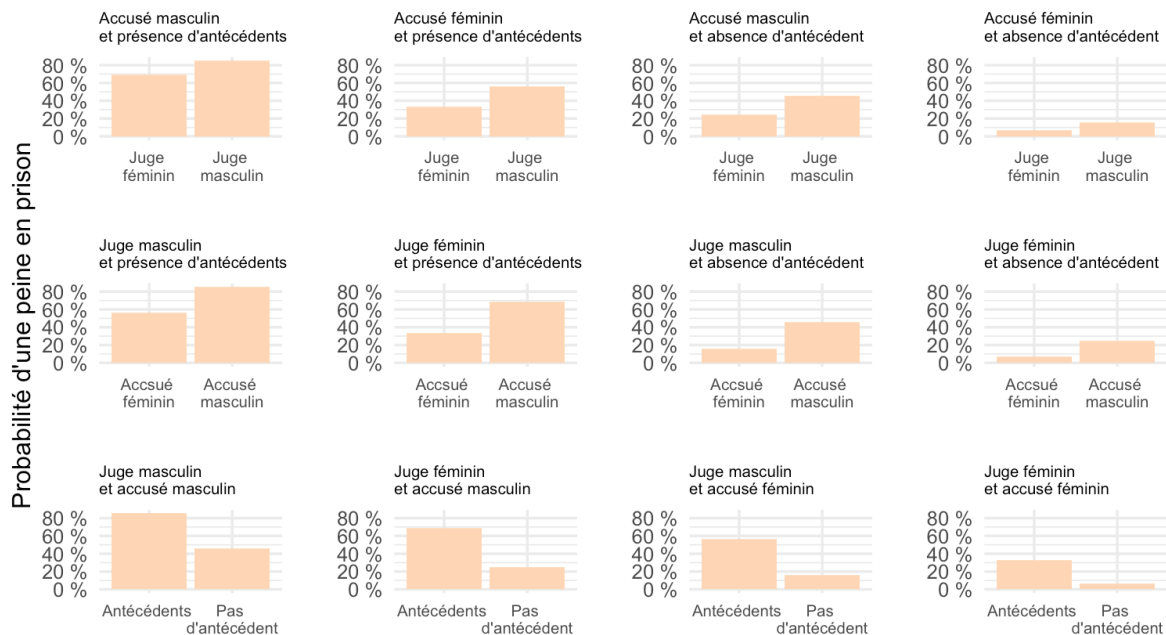 Probabilité d'une peine en prison
Accusé masculin
et présence d'antécédents
80 %
60 %
40 %
20 %
0 %
Juge
féminin
Juge
masculin
Accusé féminin
et présence d'antécédents
80 %
60 %
40 %
20 %
0 %
Juge
féminin
Juge
masculin
Accusé masculin
et absence d'antécédent
80 %
60 %
40 %
20 %
0 %
Juge
féminin
Juge
masculin
Accusé féminin
et absence d'antécédent
80 %
60 %
40 %
20 %
0 %
Juge
féminin
Juge
masculin
Juge masculin
et présence d'antécédents
80 %
60 %
40 %
20 %
0 %
Accsué
féminin
Accusé
masculin
Juge féminin
et présence d'antécédents
80 %
60 %
40 %
20 %
0 %
Accsué
féminin
Accusé
masculin
Juge masculin
et absence d'antécédent
80 %
60 %
40 %
20 %
0 %
Accsué
féminin
Accusé
masculin
Juge féminin
et absence d'antécédent
80 %
60 %
40 %
20 %
0 %
Accsué
féminin
Accusé
masculin
Juge masculin
et accusé masculin
80 %
60 %
40 %
20 %
0 %
Antécédents
Pas
d'antécédent
Juge féminin
et accusé masculin
80 %
60 %
40 %
20 %
0 %
Antécédents
Pas
d'antécédent
Juge masculin
et accusé féminin
80 %
60 %
40 %
20 %
0 %
Antécédents
Pas
d'antécédent
Juge féminin
et accusé féminin
80 %
60 %
40 %
20 %
0 %
Antécédents
Pas
d'antécédent